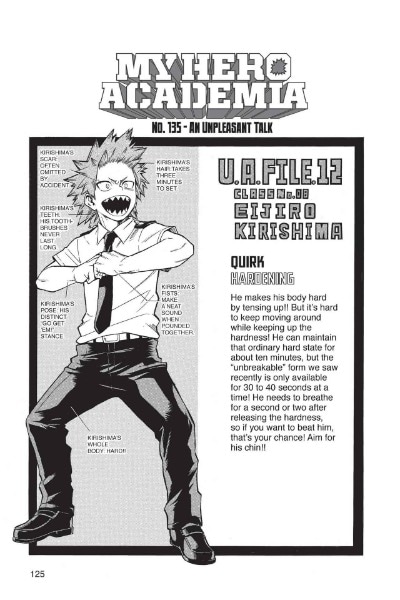 MY HERO
ACADEMIA
No. 135 - AN UNPLEASANT TALK
KIRISHIMA'S
SCAR:
OFTEN
OMITTED
BY
ACCIDENT
KIRISHIMA'S
HAIR:TAKES
THREE
MINUTES
TO SET
KIRISHIMA'S
TEETH:
HIS TOOTH-
BRUSHES
NEVER
LAST
LONG
KIRISHIMA'S
POSE: HIS
DISTINCT
"GO GET
'EM!"
STANCE
KIRISHIMA'S
FISTS:
MAKE
A NEAT
SOUND
WHEN
POUNDED
TOGETHER
KIRISHIMA'S
WHOLE
BODY: HARD!!
U.A.FILE.12
CLASS No.08
EIJIRO
KIRISHIMA
QUIRK
HARDENING
He makes his body hard
by tensing up!! But it's hard
to keep moving around
while keeping up the
hardness! He can maintain
that ordinary hard state for
about ten minutes, but the
"unbreakable" form we saw
recently is only available
for 30 to 40 seconds at a
time! He needs to breathe
for a second or two after
releasing the hardness,
so if you want to beat him,
that's your chance! Aim for
his chin!!
125